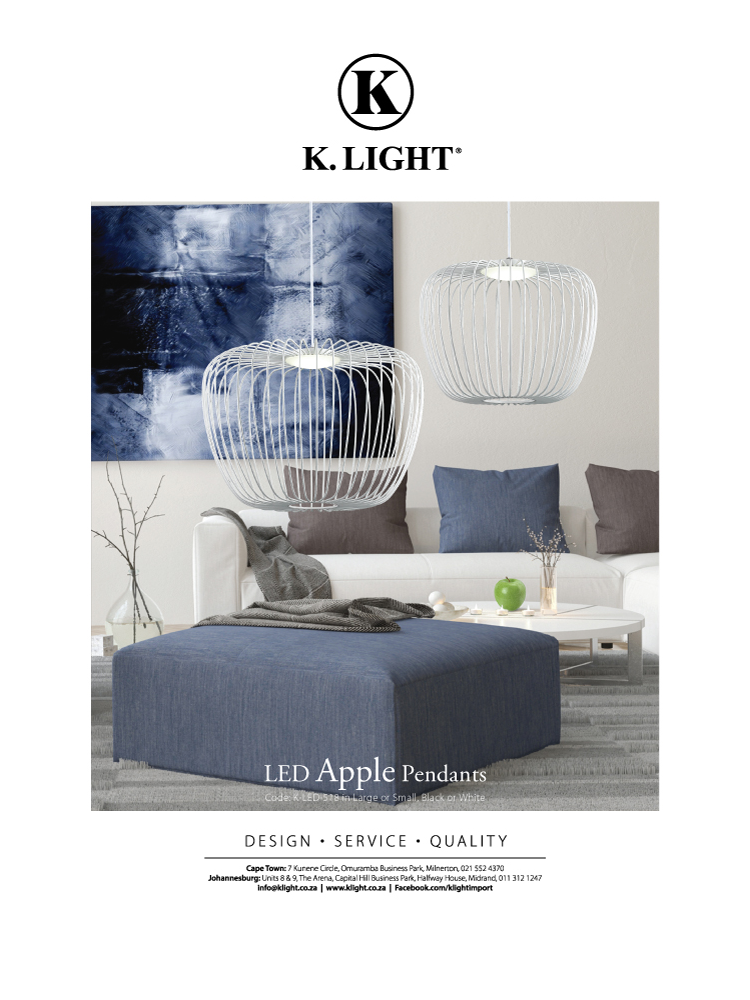 K
K. LIGHT®
LED Apple Pendants
Code: K-LED-518 in Large or Small, Black or White
DESIGN • SERVICE • QUALITY
Cape Town: 7 Kunene Circle, Omuramba Business Park, Milnerton, 021 552 4370
Johannesburg: Units 8 & 9, The Arena, Capital Hill Business Park, Halfway House, Midrand, 011 312 1247
info@klight.co.za | www.klight.co.za | Facebook.com/klightimport